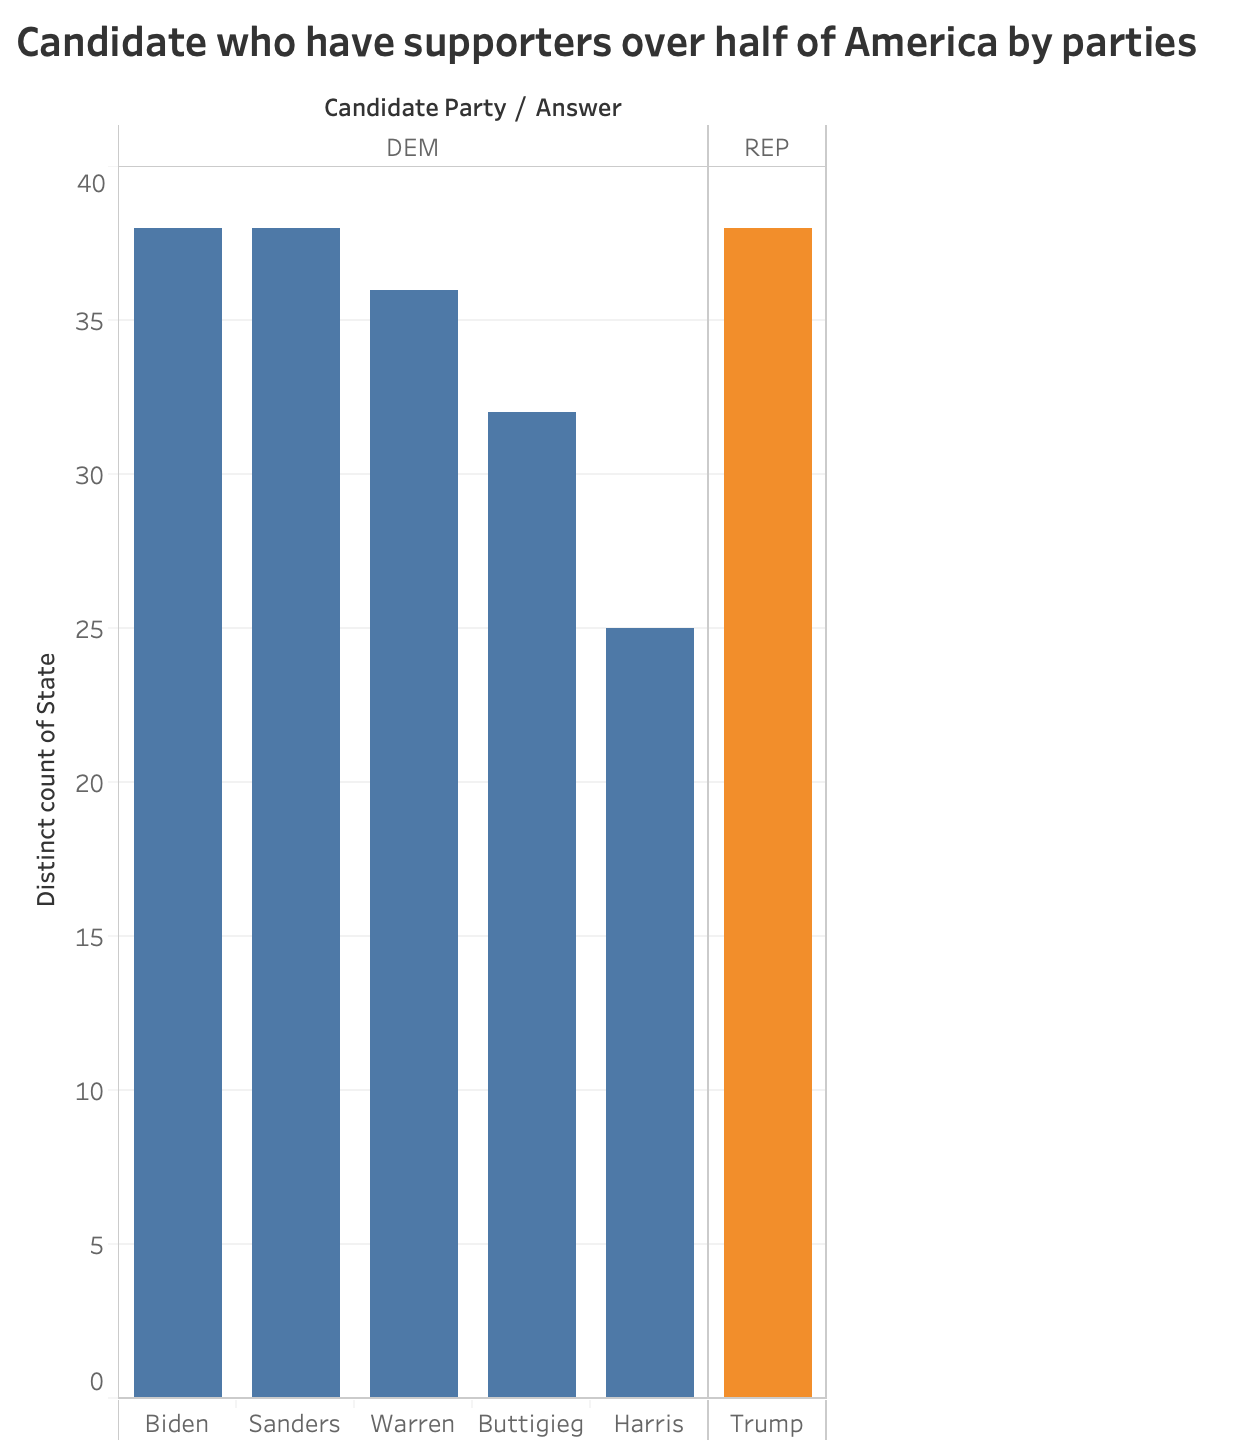 Candidate who have supporters over half of America by parties
Candidate Party / Answer
DEM REP
40
35
30
25
20
15
10
5
0
Distinct count of State
Biden Sanders Warren Buttigieg Harris Trump